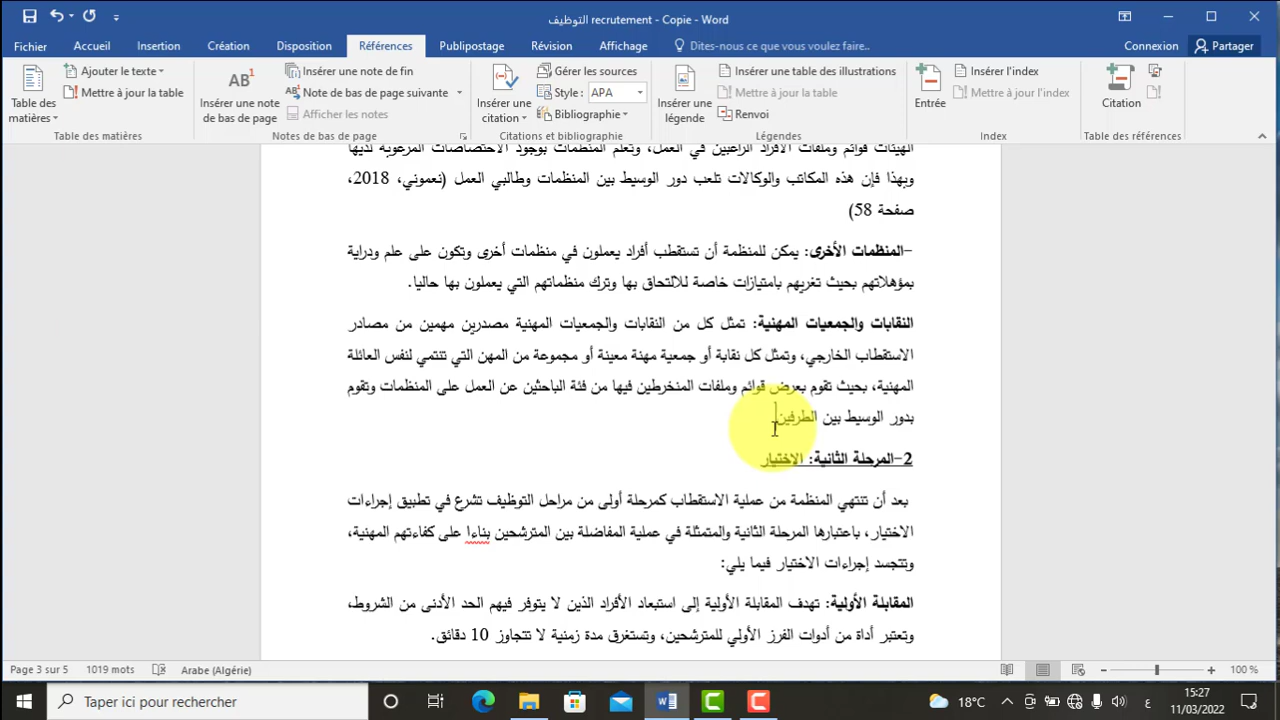 التوظيف recrutement - Copie - Word
Fichier Accueil Insertion Création Disposition Références Publipostage Révision Affichage Dites-nous ce que vous voulez faire.. Connexion Partager
Table des matières
Ajouter le texte
Mettre à jour la table
Table des matières
AB1
Insérer une note de bas de page
Insérer une note de fin
Note de bas de page suivante
Afficher les notes
Notes de bas de page
Insérer une citation
Gérer les sources
Style : APA
Bibliographie
Citations et bibliographie
Insérer une légende
Insérer une table des illustrations
Mettre à jour la table
Renvoi
Légendes
Entrée
Insérer l'index
Mettre à jour l'index
Index
Citation
Table des références
الهيئات قوائم وملفات الأفراد الراغبين في العمل، وتعلم المنظمات بوجود الاختصاصات المرغوبة لديها
وبهذا فإن هذه المكاتب والوكالات تلعب دور الوسيط بين المنظمات وطالبي العمل (نعموني، 2018،
صفحة 58)
-المنظمات الأخرى: يمكن للمنظمة أن تستقطب أفراد يعملون في منظمات أخرى وتكون على علم ودراية
بمؤهلاتهم بحيث تغريهم بامتيازات خاصة للالتحاق بها وترك منظماتهم التي يعملون بها حاليا.
النقابات والجمعيات المهنية: تمثل كل من النقابات والجمعيات المهنية مصدرين مهمين من مصادر
الاستقطاب الخارجي، وتمثل كل نقابة أو جمعية مهنة معينة أو مجموعة من المهن التي تنتمي لنفس العائلة
المهنية، بحيث تقوم بعرض قوائم وملفات المنخرطين فيها من فئة الباحثين عن العمل على المنظمات وتقوم
بدور الوسيط بين الطرفين
2-المرحلة الثانية: الاختيار
بعد أن تنتهي المنظمة من عملية الاستقطاب كمرحلة أولى من مراحل التوظيف تشرع في تطبيق إجراءات
الاختيار، باعتبارها المرحلة الثانية والمتمثلة في عملية المفاضلة بين المترشحين بناءا على كفاءتهم المهنية،
وتتجسد إجراءات الاختيار فيما يلي:
المقابلة الأولية: تهدف المقابلة الأولية إلى استبعاد الأفراد الذين لا يتوفر فيهم الحد الأدنى من الشروط،
وتعتبر أداة من أدوات الفرز الأولي للمترشحين، وتستغرق مدة زمنية لا تتجاوز 10 دقائق.
Page 3 sur 5 1019 mots Arabe (Algérie) 100 %
Taper ici pour rechercher
18°C
ع
15:27
11/03/2022